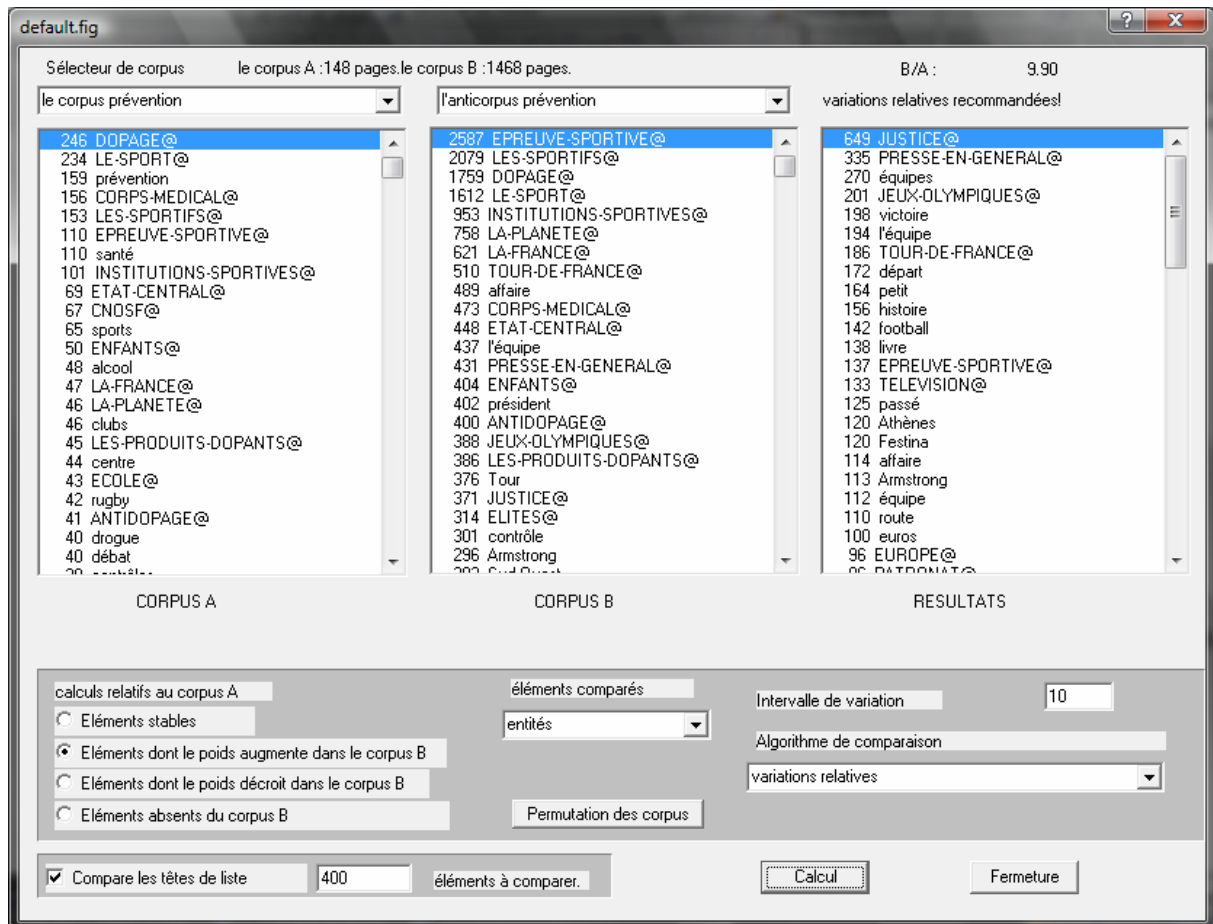 default.fig
Sélecteur de corpus le corpus A :148 pages.le corpus B :1468 pages. B/A : 9.90
le corpus prévention
l'anticorpus prévention
variations relatives recommandées!
246 DOPAGE@
234 LE-SPORT@
159 prévention
156 CORPS-MEDICAL@
153 LES-SPORTIFS@
110 EPREUVE-SPORTIVE@
110 santé
101 INSTITUTIONS-SPORTIVES@
69 ETAT-CENTRAL@
67 CNOSF@
65 sports
50 ENFANTS@
48 alcool
47 LA-FRANCE@
46 LA-PLANETE@
46 clubs
45 LES-PRODUITS-DOPANTS@
44 centre
43 ECOLE@
42 rugby
41 ANTIDOPAGE@
40 drogue
40 débat
CORPUS A
2587 EPREUVE-SPORTIVE@
2079 LES-SPORTIFS@
1759 DOPAGE@
1612 LE-SPORT@
953 INSTITUTIONS-SPORTIVES@
758 LA-PLANETE@
621 LA-FRANCE@
510 TOUR-DE-FRANCE@
489 affaire
473 CORPS-MEDICAL@
448 ETAT-CENTRAL@
437 l'équipe
431 PRESSE-EN-GENERAL@
404 ENFANTS@
402 président
400 ANTIDOPAGE@
388 JEUX-OLYMPIQUES@
386 LES-PRODUITS-DOPANTS@
376 Tour
371 JUSTICE@
314 ELITES@
301 contrôle
296 Armstrong
CORPUS B
649 JUSTICE@
335 PRESSE-EN-GENERAL@
270 équipes
201 JEUX-OLYMPIQUES@
198 victoire
194 l'équipe
186 TOUR-DE-FRANCE@
172 départ
164 petit
156 histoire
142 football
138 livre
137 EPREUVE-SPORTIVE@
133 TELEVISION@
125 passé
120 Athènes
120 Festina
114 affaire
113 Armstrong
112 équipe
110 route
100 euros
96 EUROPE@
RESULTATS
calculs relatifs au corpus A
Eléments stables
Eléments dont le poids augmente dans le corpus B
Eléments dont le poids décroit dans le corpus B
Eléments absents du corpus B
éléments comparés
entités
Permutation des corpus
Intervalle de variation 10
Algorithme de comparaison
variations relatives
Compare les têtes de liste 400 éléments à comparer.
Calcul
Fermeture